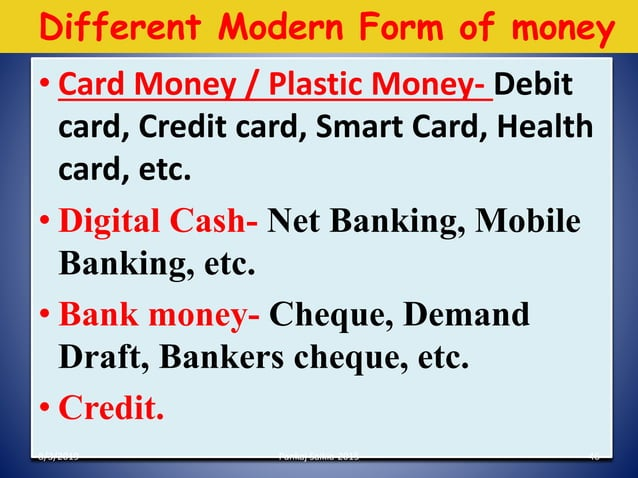 Different Modern Form of money
• Card Money / Plastic Money- Debit
card, Credit card, Smart Card, Health
card, etc.
• Digital Cash- Net Banking, Mobile
Banking, etc.
• Bank money- Cheque, Demand
Draft, Bankers cheque, etc.
• Credit.